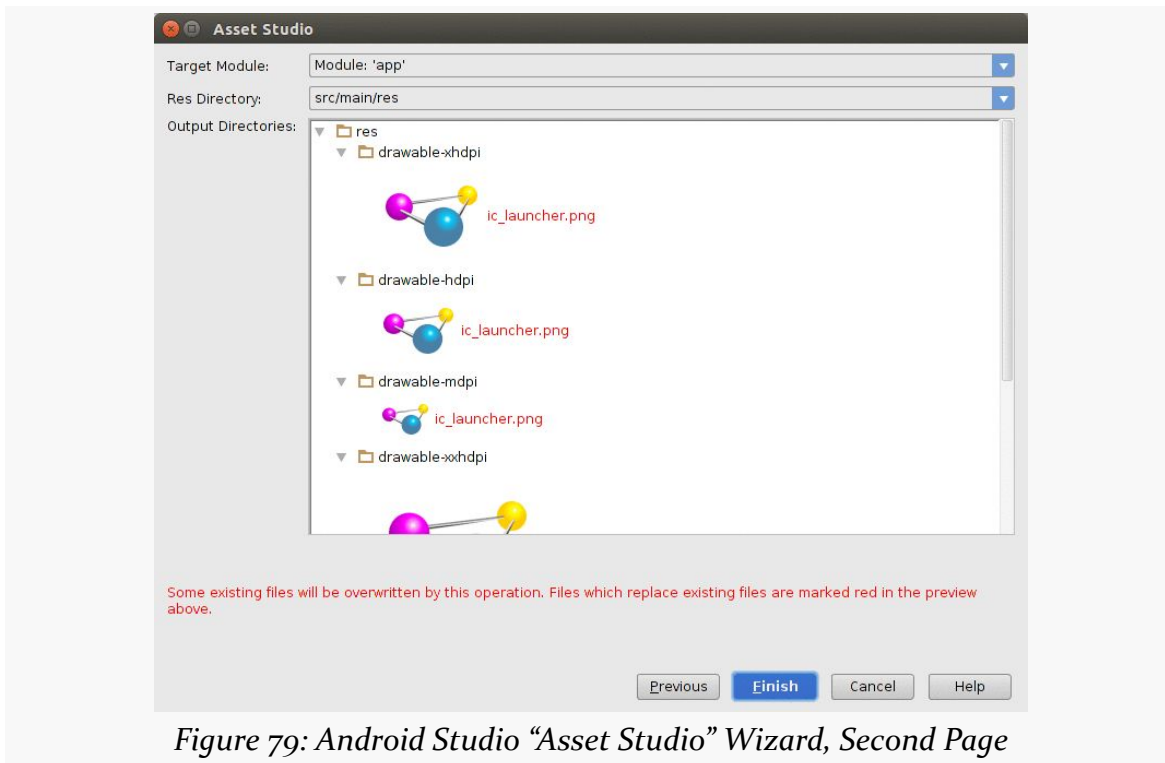 Asset Studio
Target Module: Module: 'app'
Res Directory: src/main/res
Output Directories: res
drawable-xhdpi
ic_launcher.png
drawable-hdpi
ic_launcher.png
drawable-mdpi
ic_launcher.png
drawable-xxhdpi
Some existing files will be overwritten by this operation. Files which replace existing files are marked red in the preview
above.
Previous Finish Cancel Help
Figure 79: Android Studio “Asset Studio” Wizard, Second Page